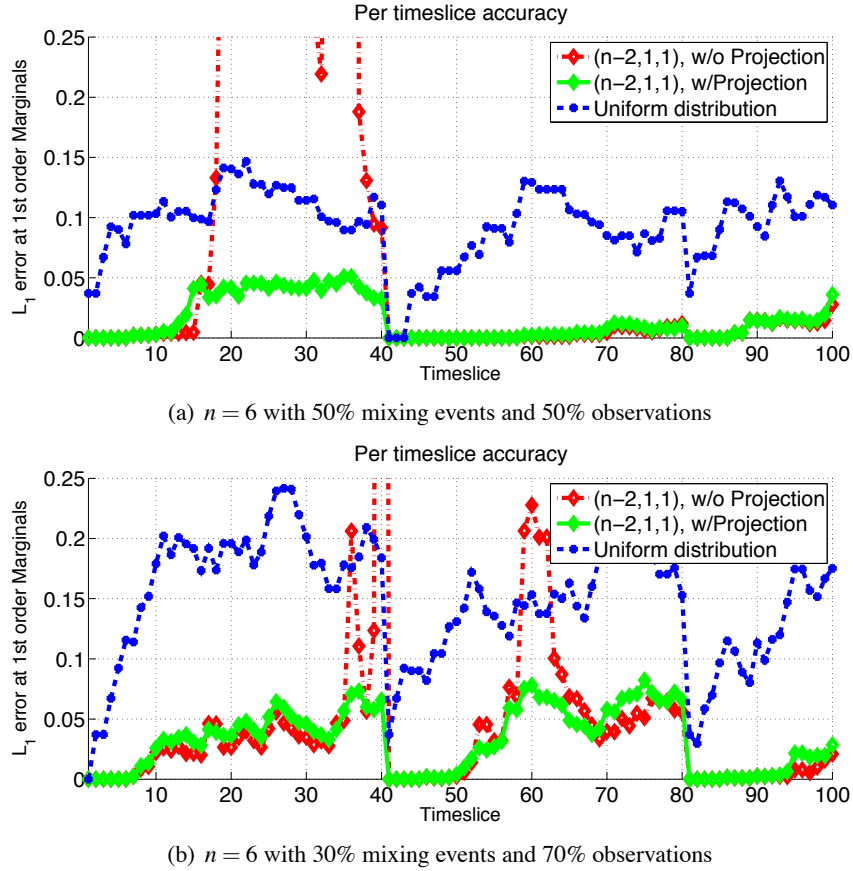 Per timeslice accuracy
0.25
0.2
0.15
0.1
0.05
0
L1 error at 1st order Marginals
(n−2,1,1), w/o Projection
(n−2,1,1), w/Projection
Uniform distribution
10 20 30 40 50 60 70 80 90 100
Timeslice
(a) n = 6 with 50% mixing events and 50% observations
Per timeslice accuracy
0.25
0.2
0.15
0.1
0.05
0
L1 error at 1st order Marginals
(n−2,1,1), w/o Projection
(n−2,1,1), w/Projection
Uniform distribution
10 20 30 40 50 60 70 80 90 100
Timeslice
(b) n = 6 with 30% mixing events and 70% observations